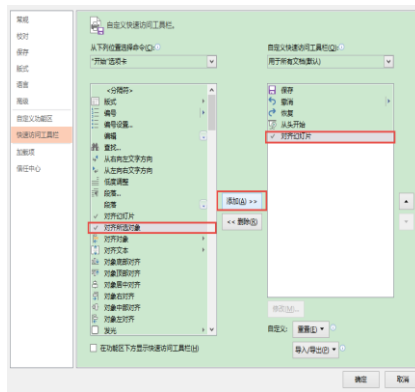 常规
校对
保存
版式
语言
高级
自定义功能区
快速访问工具栏
加载项
信任中心
自定义快速访问工具栏。
从下列位置选择命令(C):
"开始"选项卡
<分隔符>
版式
编号
编号设置...
编辑
查找...
从右向左文字方向
从左向右文字方向
低度调整
段落...
段落
对齐幻灯片
对齐所选对象
对齐对象
对齐文本
对象底部对齐
对象顶部对齐
对象居中对齐
对象右对齐
对象中部对齐
对象左对齐
发光
在功能区下方显示快速访问工具栏(H)
添加(A) >>
<< 删除(R)
自定义快速访问工具栏(Q):
用于所有文档(默认)
保存
撤消
恢复
从头开始
对齐幻灯片
修改(M)...
自定义:
重置(E)
导入/导出(P)
确定
取消